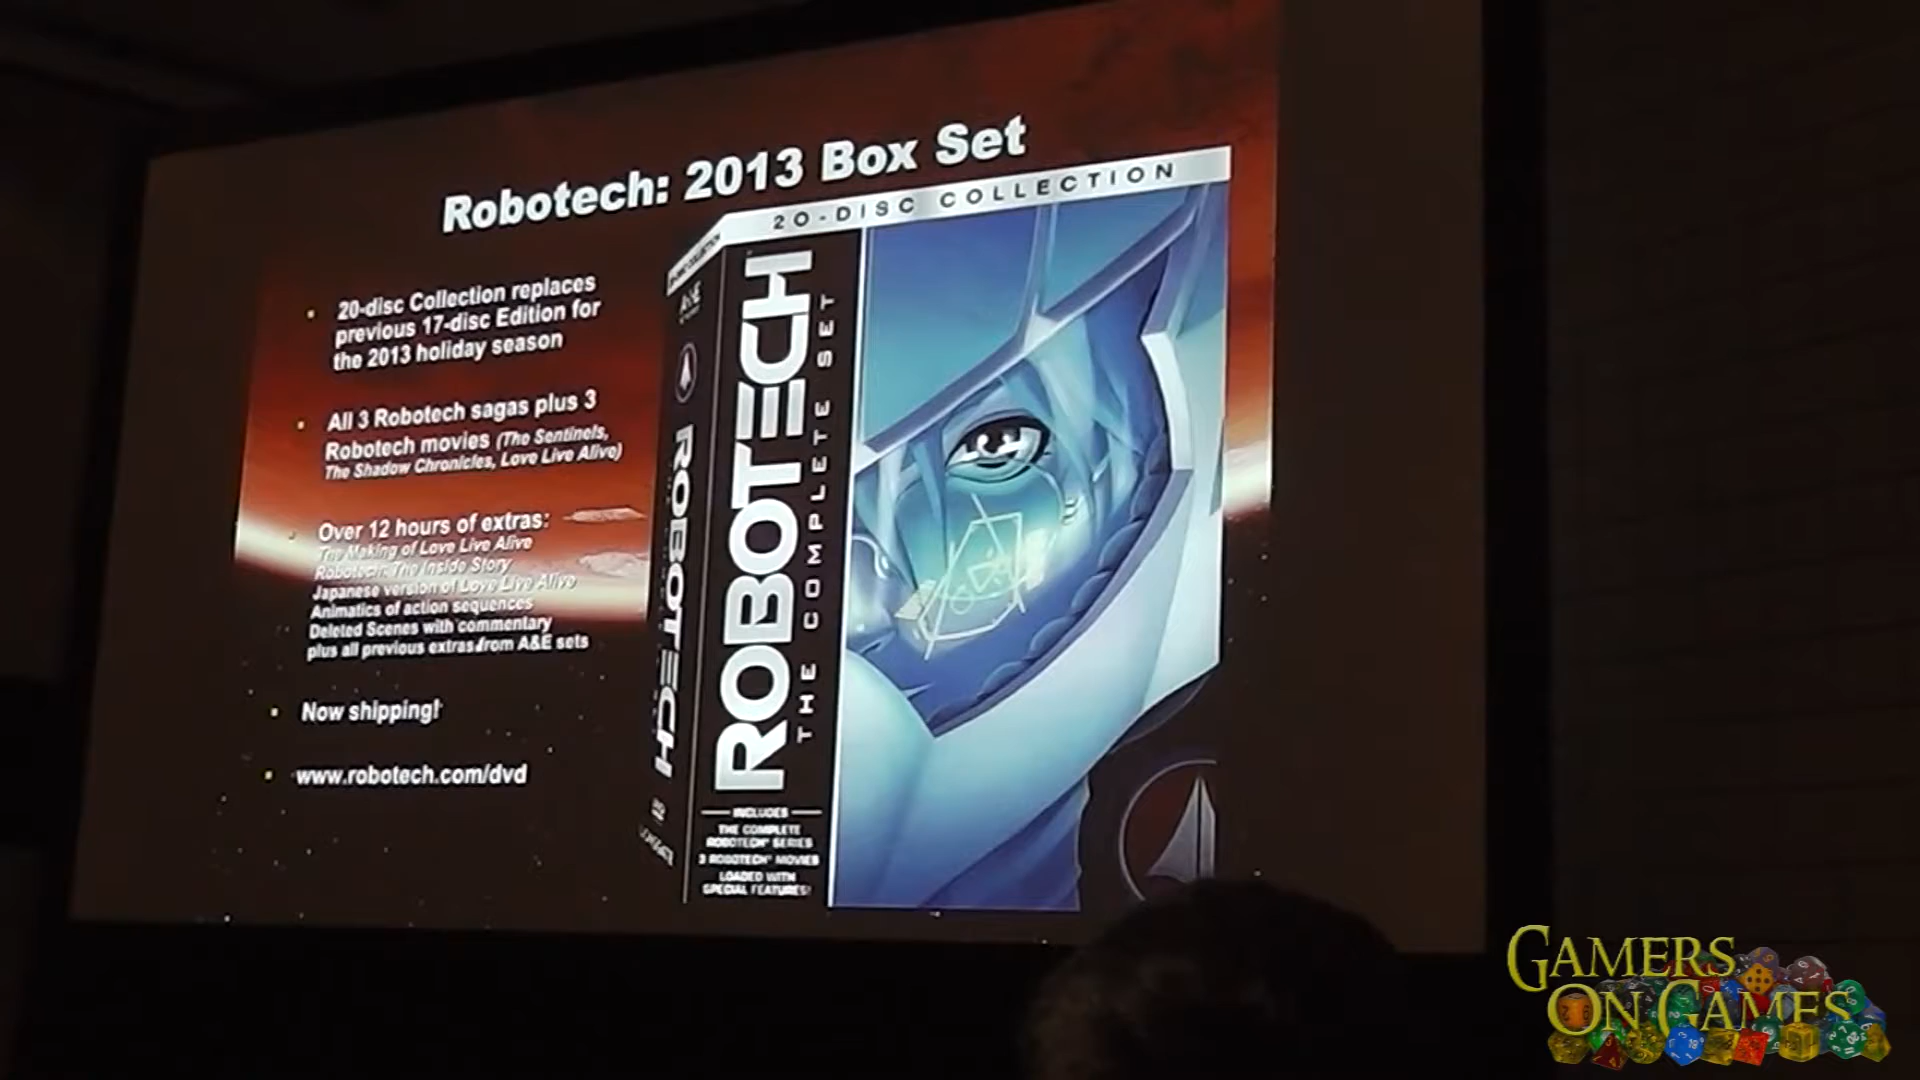 Robotech: 2013 Box Set
20-disc Collection replaces
previous 17-disc Edition for
the 2013 holiday season
All 3 Robotech sagas plus 3
Robotech movies (The Sentinels,
The Shadow Chronicles, Love Live Alive)
Over 12 hours of extras:
The Making of Love Live Alive
Robotech: The Inside Story
Japanese version of Love Live Alive
Animatics of action sequences
Deleted Scenes with commentary
plus all previous extras from A&E sets
Now shipping!
www.robotech.com/dvd
20-DISC COLLECTION
20-DISC COLLECTION
A&E
ROBOTECH
DVD
LIONSGATE
ROBOTECH
THE COMPLETE SET
INCLUDES
THE COMPLETE
ROBOTECH® SERIES
3 ROBOTECH® MOVIES
LOADED WITH
SPECIAL FEATURES!
GAMERS
ON GAMES